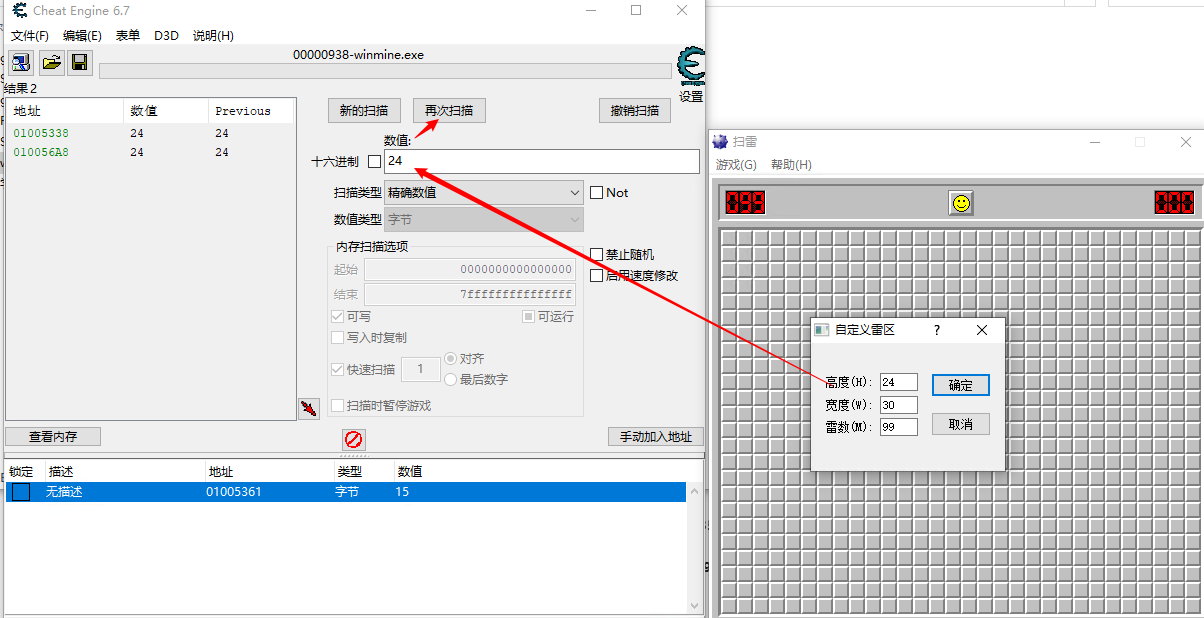 Cheat Engine 6.7
文件(F) 编辑(E) 表单 D3D 说明(H)
00000938-winmine.exe
结果2
设置
地址 数值 Previous
01005338 24 24
010056A8 24 24
新的扫描 再次扫描 撤销扫描
数值:
十六进制 24
扫描类型 精确数值 Not
数值类型 字节
内存扫描选项
起始 0000000000000000
结束 7fffffffffffffff
可写 可运行
写入时复制
快速扫描 1 对齐
最后数字
扫描时暂停游戏
禁止随机
启用速度修改
查看内存 手动加入地址
锁定 描述 地址 类型 数值
无描述 01005361 字节 15
扫雷
游戏(G) 帮助(H)
自定义雷区 ?
高度(H): 24 确定
宽度(W): 30
雷数(M): 99 取消